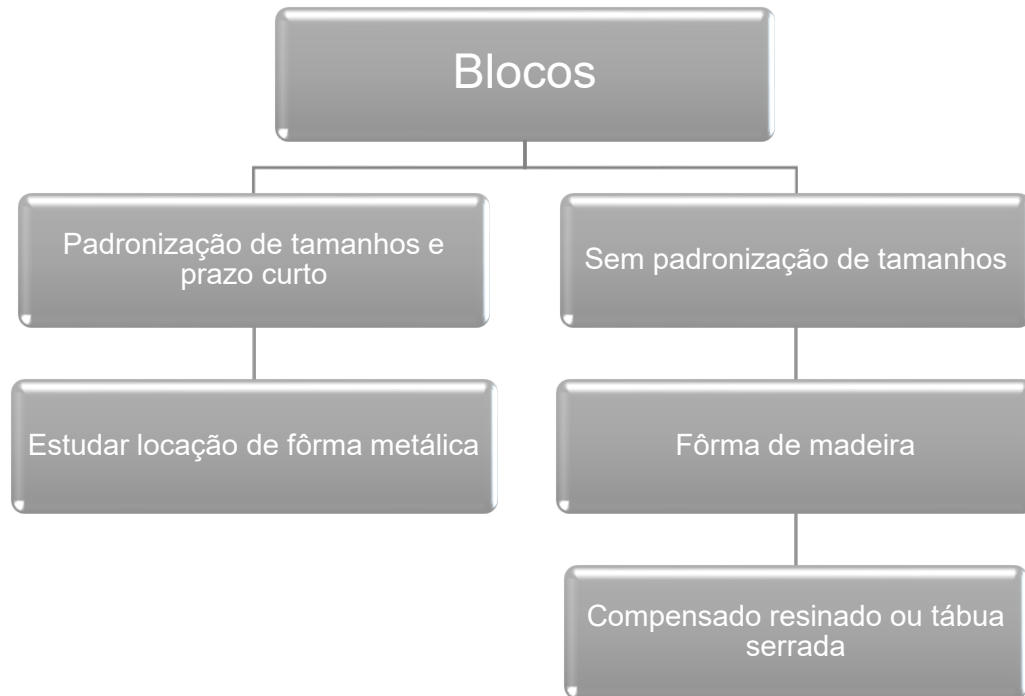 Blocos
Padronização de tamanhos e
prazo curto
Sem padronização de tamanhos
Estudar locação de fôrma metálica
Fôrma de madeira
Compensado resinado ou tábua
serrada